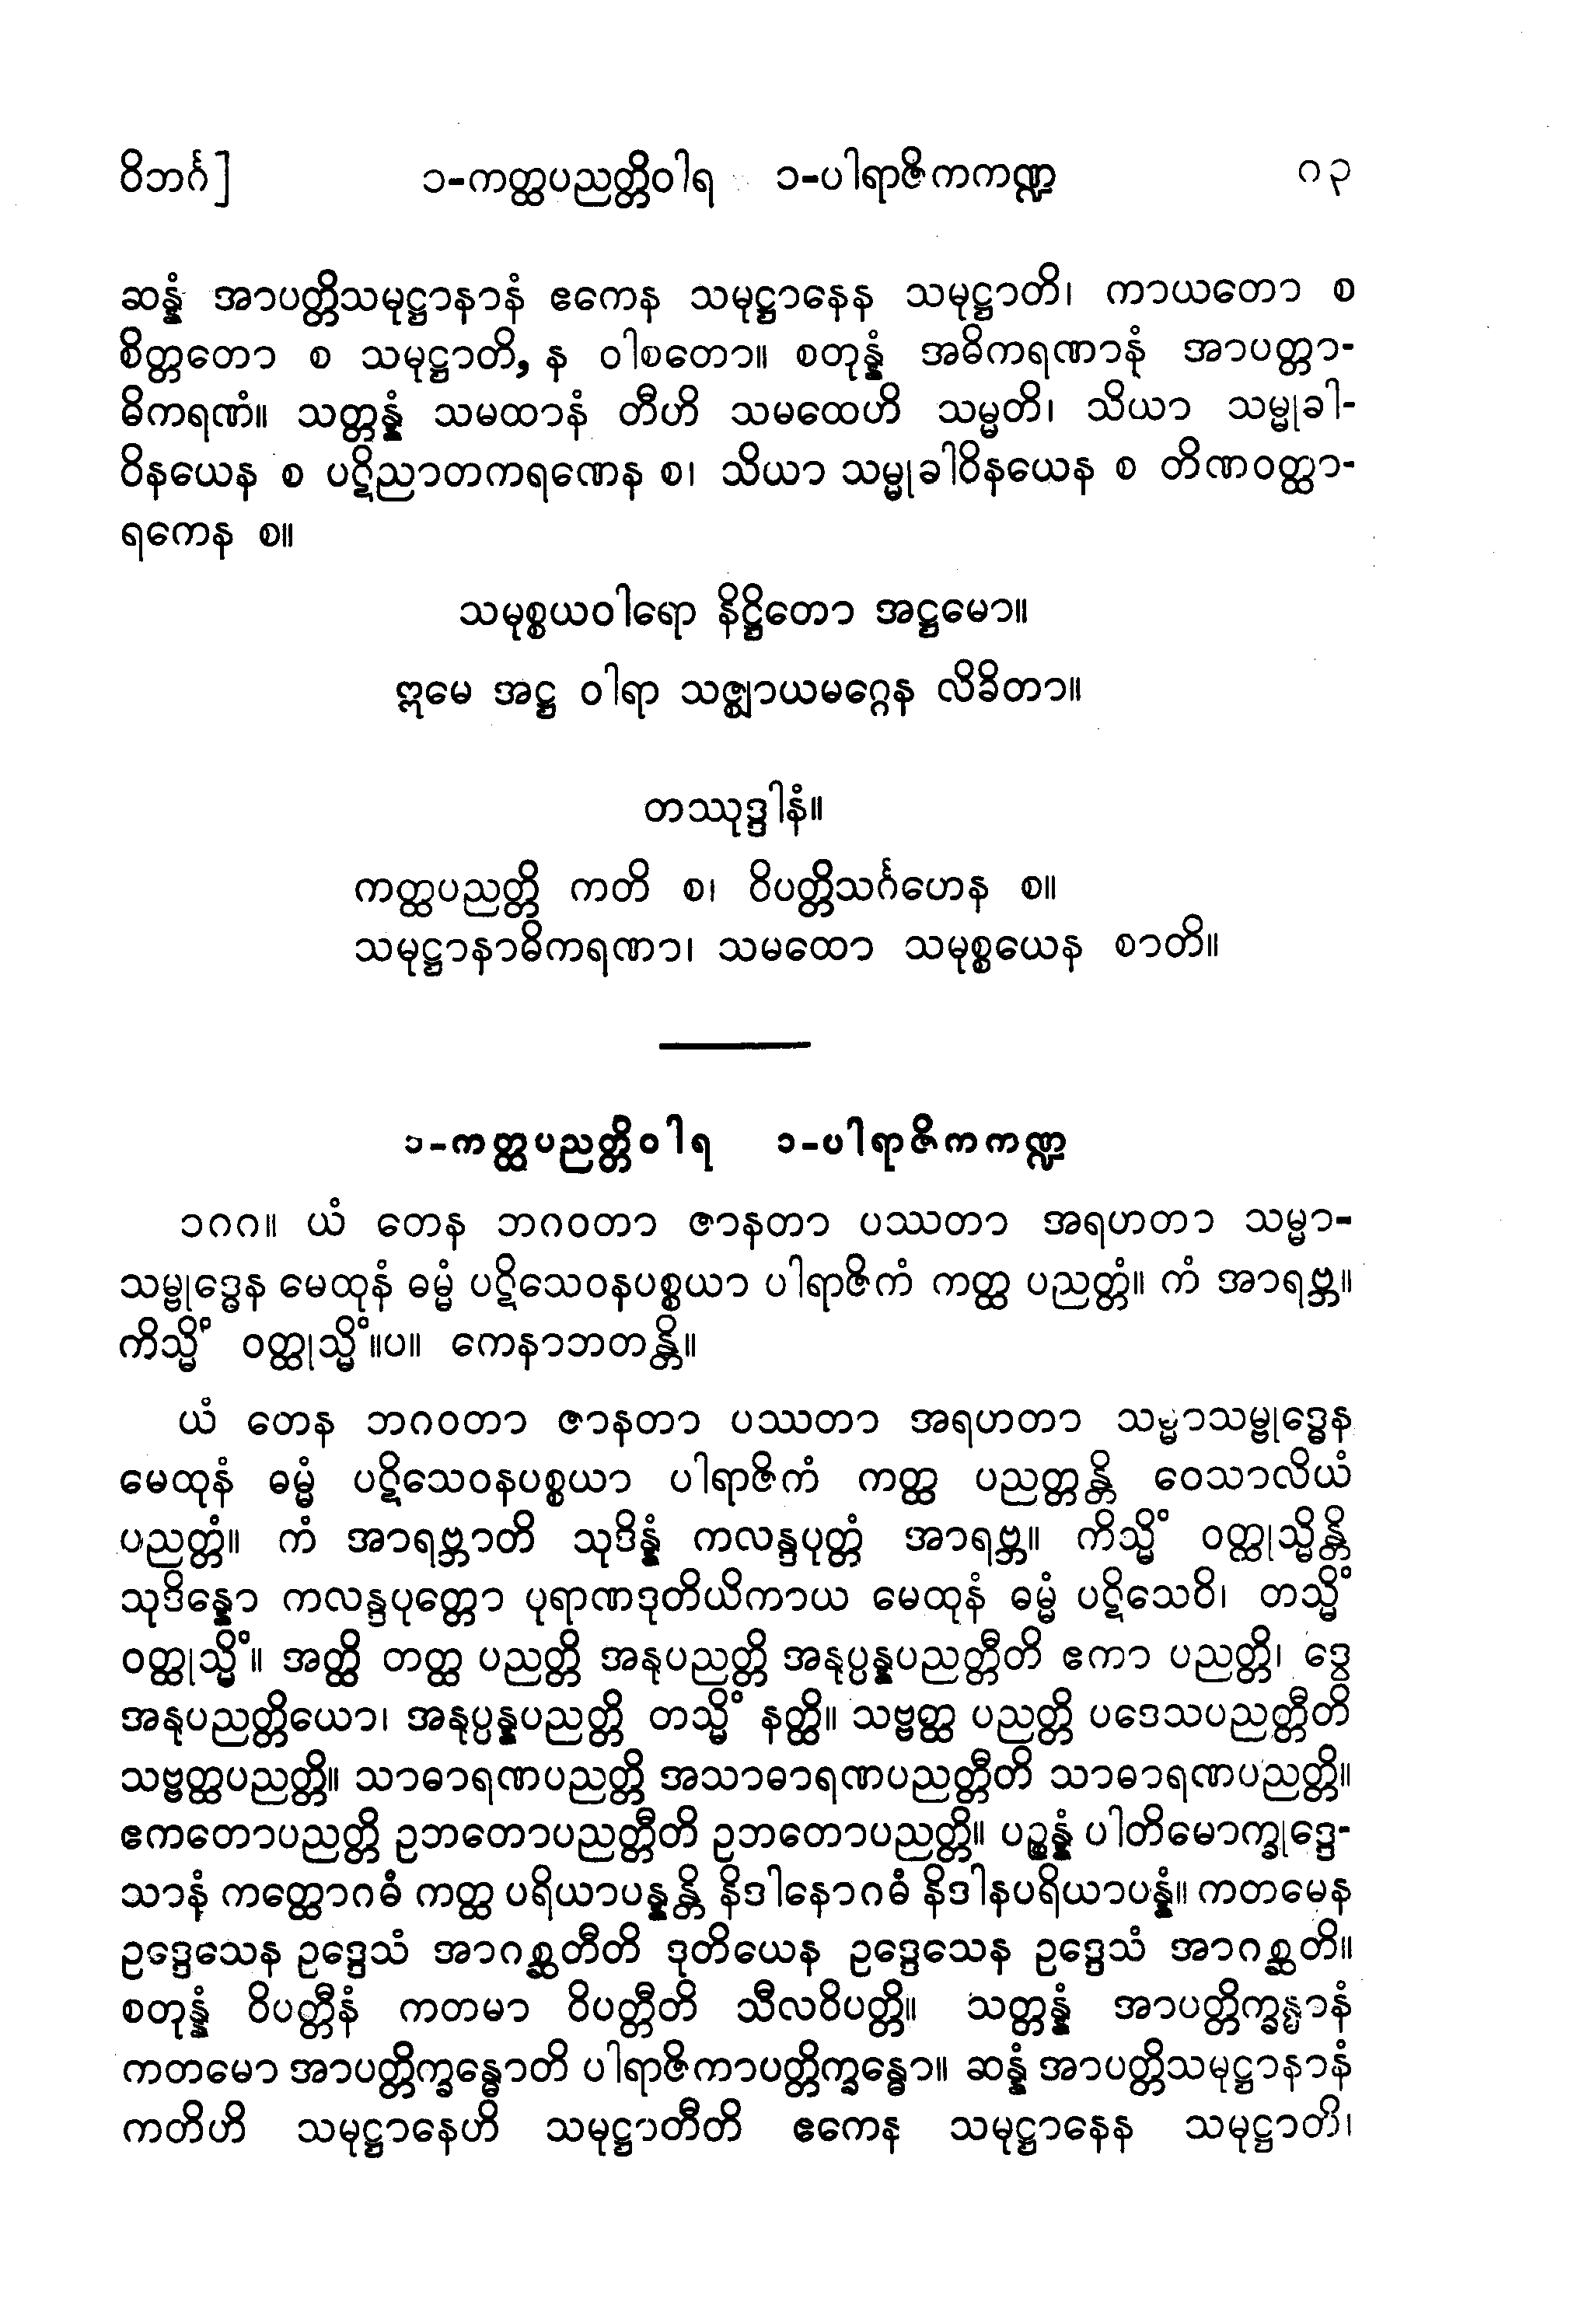 ဝိဘင်္ဂ]	၁-ကတ္ထပညတ္တိဝါရ ၁-ပါရာဇိကကဏ္ဍ	၈၃
ဆန္နံ အာပတ္တိသမုဋ္ဌာနာနံ ဧကေန သမုဋ္ဌာနေန သမုဋ္ဌာတိ၊ ကာယတော စ
စိတ္တတော စ သမုဋ္ဌာတိ, န ဝါစတော။ စတုန္နံ အဓိကရဏာနံ အာပတ္တာ-
ဓိကရဏံ။ သတ္တန္နံ သမထာနံ တီဟိ သမထေဟိ သမ္မတိ၊ သိယာ သမ္မုခါ-
ဝိနယေန စ ပဋိညာတကရဏေန စ၊ သိယာ သမ္မုခါဝိနယေန စ တိဏဝတ္ထာ-
ရကေန စ။
သမုစ္စယဝါရော နိဋ္ဌိတော အဋ္ဌမော။
ဣမေ အဋ္ဌ ဝါရာ သဇ္ဈာယမဂ္ဂေန လိခိတာ။
တဿုဒ္ဒါနံ။
ကတ္ထပညတ္တိ ကတိ စ၊ ဝိပတ္တိသင်္ဂဟေန စ။
သမုဋ္ဌာနာဓိကရဏာ၊ သမထော သမုစ္စယေန စာတိ။
၁-ကတ္ထပညတ္တိဝါရ ၁-ပါရာဇိကကဏ္ဍ
၁၈၈။ ယံ တေန ဘဂဝတာ ဇာနတာ ပဿတာ အရဟတာ သမ္မာ-
သမ္ဗုဒ္ဓေန မေထုနံ ဓမ္မံ ပဋိသေဝနပစ္စယာ ပါရာဇိကံ ကတ္ထ ပညတ္တံ။ ကံ အာရဗ္ဘ။
ကိသ္မိံ ဝတ္ထုသ္မိံ။ပ။ ကေနာဘတန္တိ။
ယံ တေန ဘဂဝတာ ဇာနတာ ပဿတာ အရဟတာ သမ္မာသမ္ဗုဒ္ဓေန
မေထုနံ ဓမ္မံ ပဋိသေဝနပစ္စယာ ပါရာဇိကံ ကတ္ထ ပညတ္တန္တိ ဝေသာလိယံ
ပညတ္တံ။ ကံ အာရဗ္ဘာတိ သုဒိန္နံ ကလန္ဒပုတ္တံ အာရဗ္ဘ။ ကိသ္မိံ ဝတ္ထုသ္မိန္တိ
သုဒိန္နော ကလန္ဒပုတ္တော ပုရာဏဒုတိယိကာယ မေထုနံ ဓမ္မံ ပဋိသေဝိ၊ တသ္မိံ
ဝတ္ထုသ္မိံ။ အတ္ထိ တတ္ထ ပညတ္တိ အနုပညတ္တိ အနုပ္ပန္နပညတ္တီတိ ဧကာ ပညတ္တိ၊ ဒွေ
အနုပညတ္တိယော၊ အနုပ္ပန္နပညတ္တိ တသ္မိံ နတ္ထိ။ သဗ္ဗတ္ထ ပညတ္တိ ပဒေသပညတ္တီတိ
သဗ္ဗတ္ထပညတ္တိ။ သာဓာရဏပညတ္တိ အသာဓာရဏပညတ္တီတိ သာဓာရဏပညတ္တိ။
ဧကတောပညတ္တိ ဥဘတောပညတ္တီတိ ဥဘတောပညတ္တိ။ ပဉ္စန္နံ ပါတိမောက္ခုဒ္ဒေ-
သာနံ ကတ္ထောဂဓံ ကတ္ထ ပရိယာပန္နန္တိ နိဒါနောဂဓံ နိဒါနပရိယာပန္နံ။ ကတမေန
ဥဒ္ဒေသေန ဥဒ္ဒေသံ အာဂစ္ဆတီတိ ဒုတိယေန ဥဒ္ဒေသေန ဥဒ္ဒေသံ အာဂစ္ဆတိ။
စတုန္နံ ဝိပတ္တီနံ ကတမာ ဝိပတ္တီတိ သီလဝိပတ္တိ။ သတ္တန္နံ အာပတ္တိက္ခန္ဓာနံ
ကတမော အာပတ္တိက္ခန္ဓောတိ ပါရာဇိကာပတ္တိက္ခန္ဓော။ ဆန္နံ အာပတ္တိသမုဋ္ဌာနာနံ
ကတိဟိ သမုဋ္ဌာနေဟိ သမုဋ္ဌာတီတိ ဧကေန သမုဋ္ဌာနေန သမုဋ္ဌာတိ၊